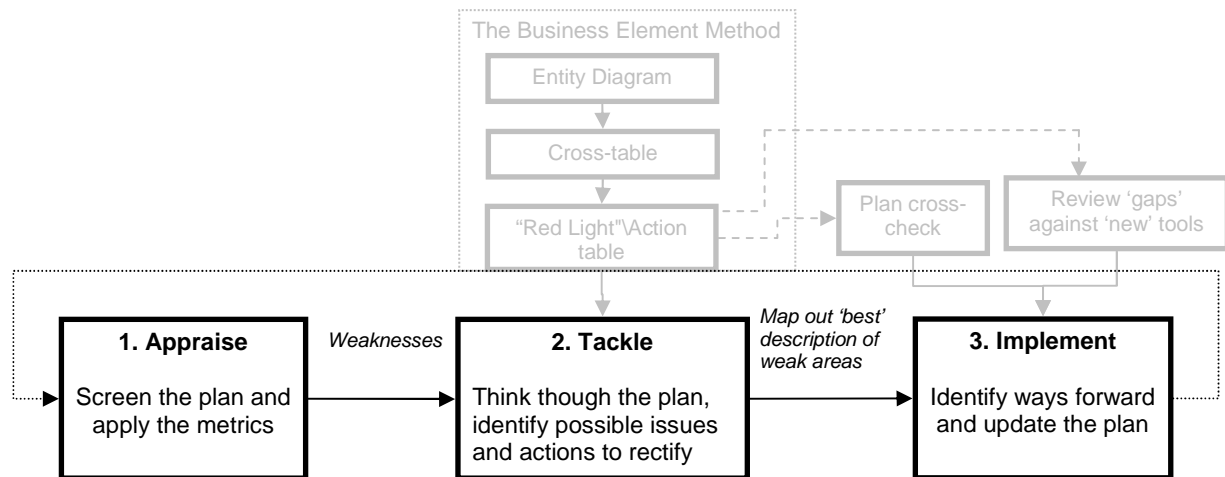 The Business Element Method
Entity Diagram
Cross-table
“Red Light"\Action
table
Plan cross-
check
Review ‘gaps’
against ‘new’ tools
1. Appraise
Screen the plan and
apply the metrics
Weaknesses
2. Tackle
Think though the plan,
identify possible issues
and actions to rectify
Map out ‘best’
description of
weak areas
3. Implement
Identify ways forward
and update the plan